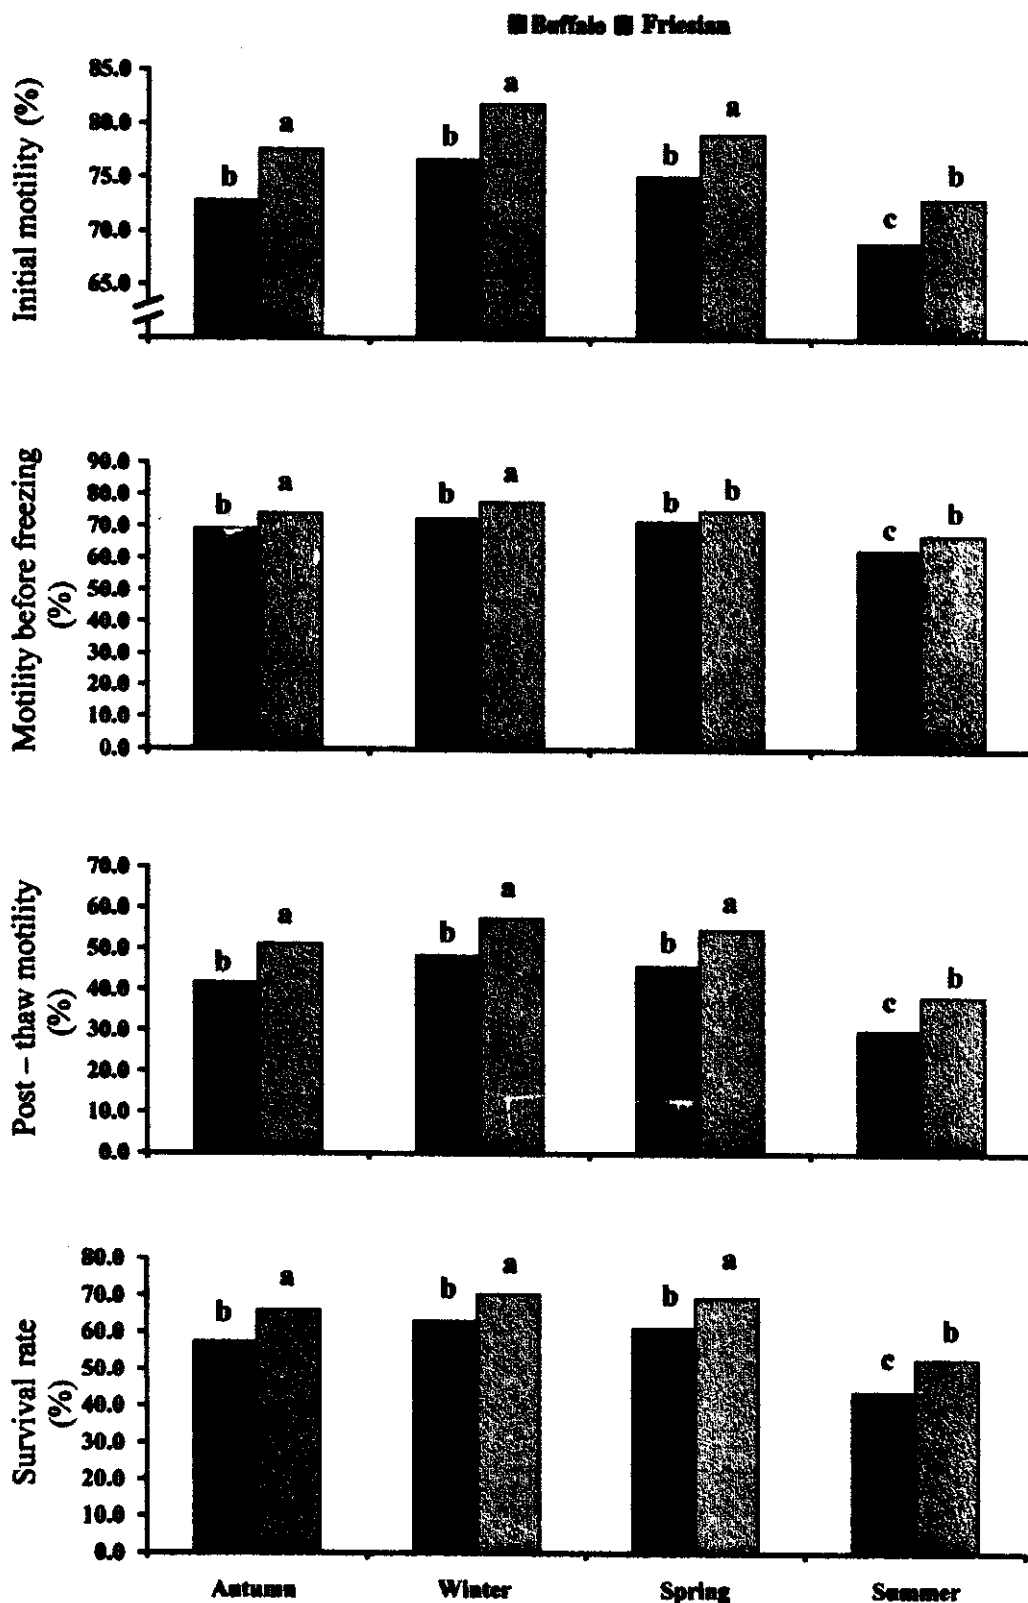 Buffalo Friesian
Initial motility (%)
85.0
80.0
75.0
70.0
65.0
a
b
a
b
a
b
b
c
Motility before freezing
(%)
90.0
80.0
70.0
60.0
50.0
40.0
30.0
20.0
10.0
0.0
b
a
b
a
b
b
c
b
Post – thaw motility
(%)
70.0
60.0
50.0
40.0
30.0
20.0
10.0
0.0
b
a
b
a
b
a
c
b
Survival rate
(%)
80.0
70.0
60.0
50.0
40.0
30.0
20.0
10.0
0.0
b
a
b
a
b
a
c
b
Autumn Winter Spring Summer